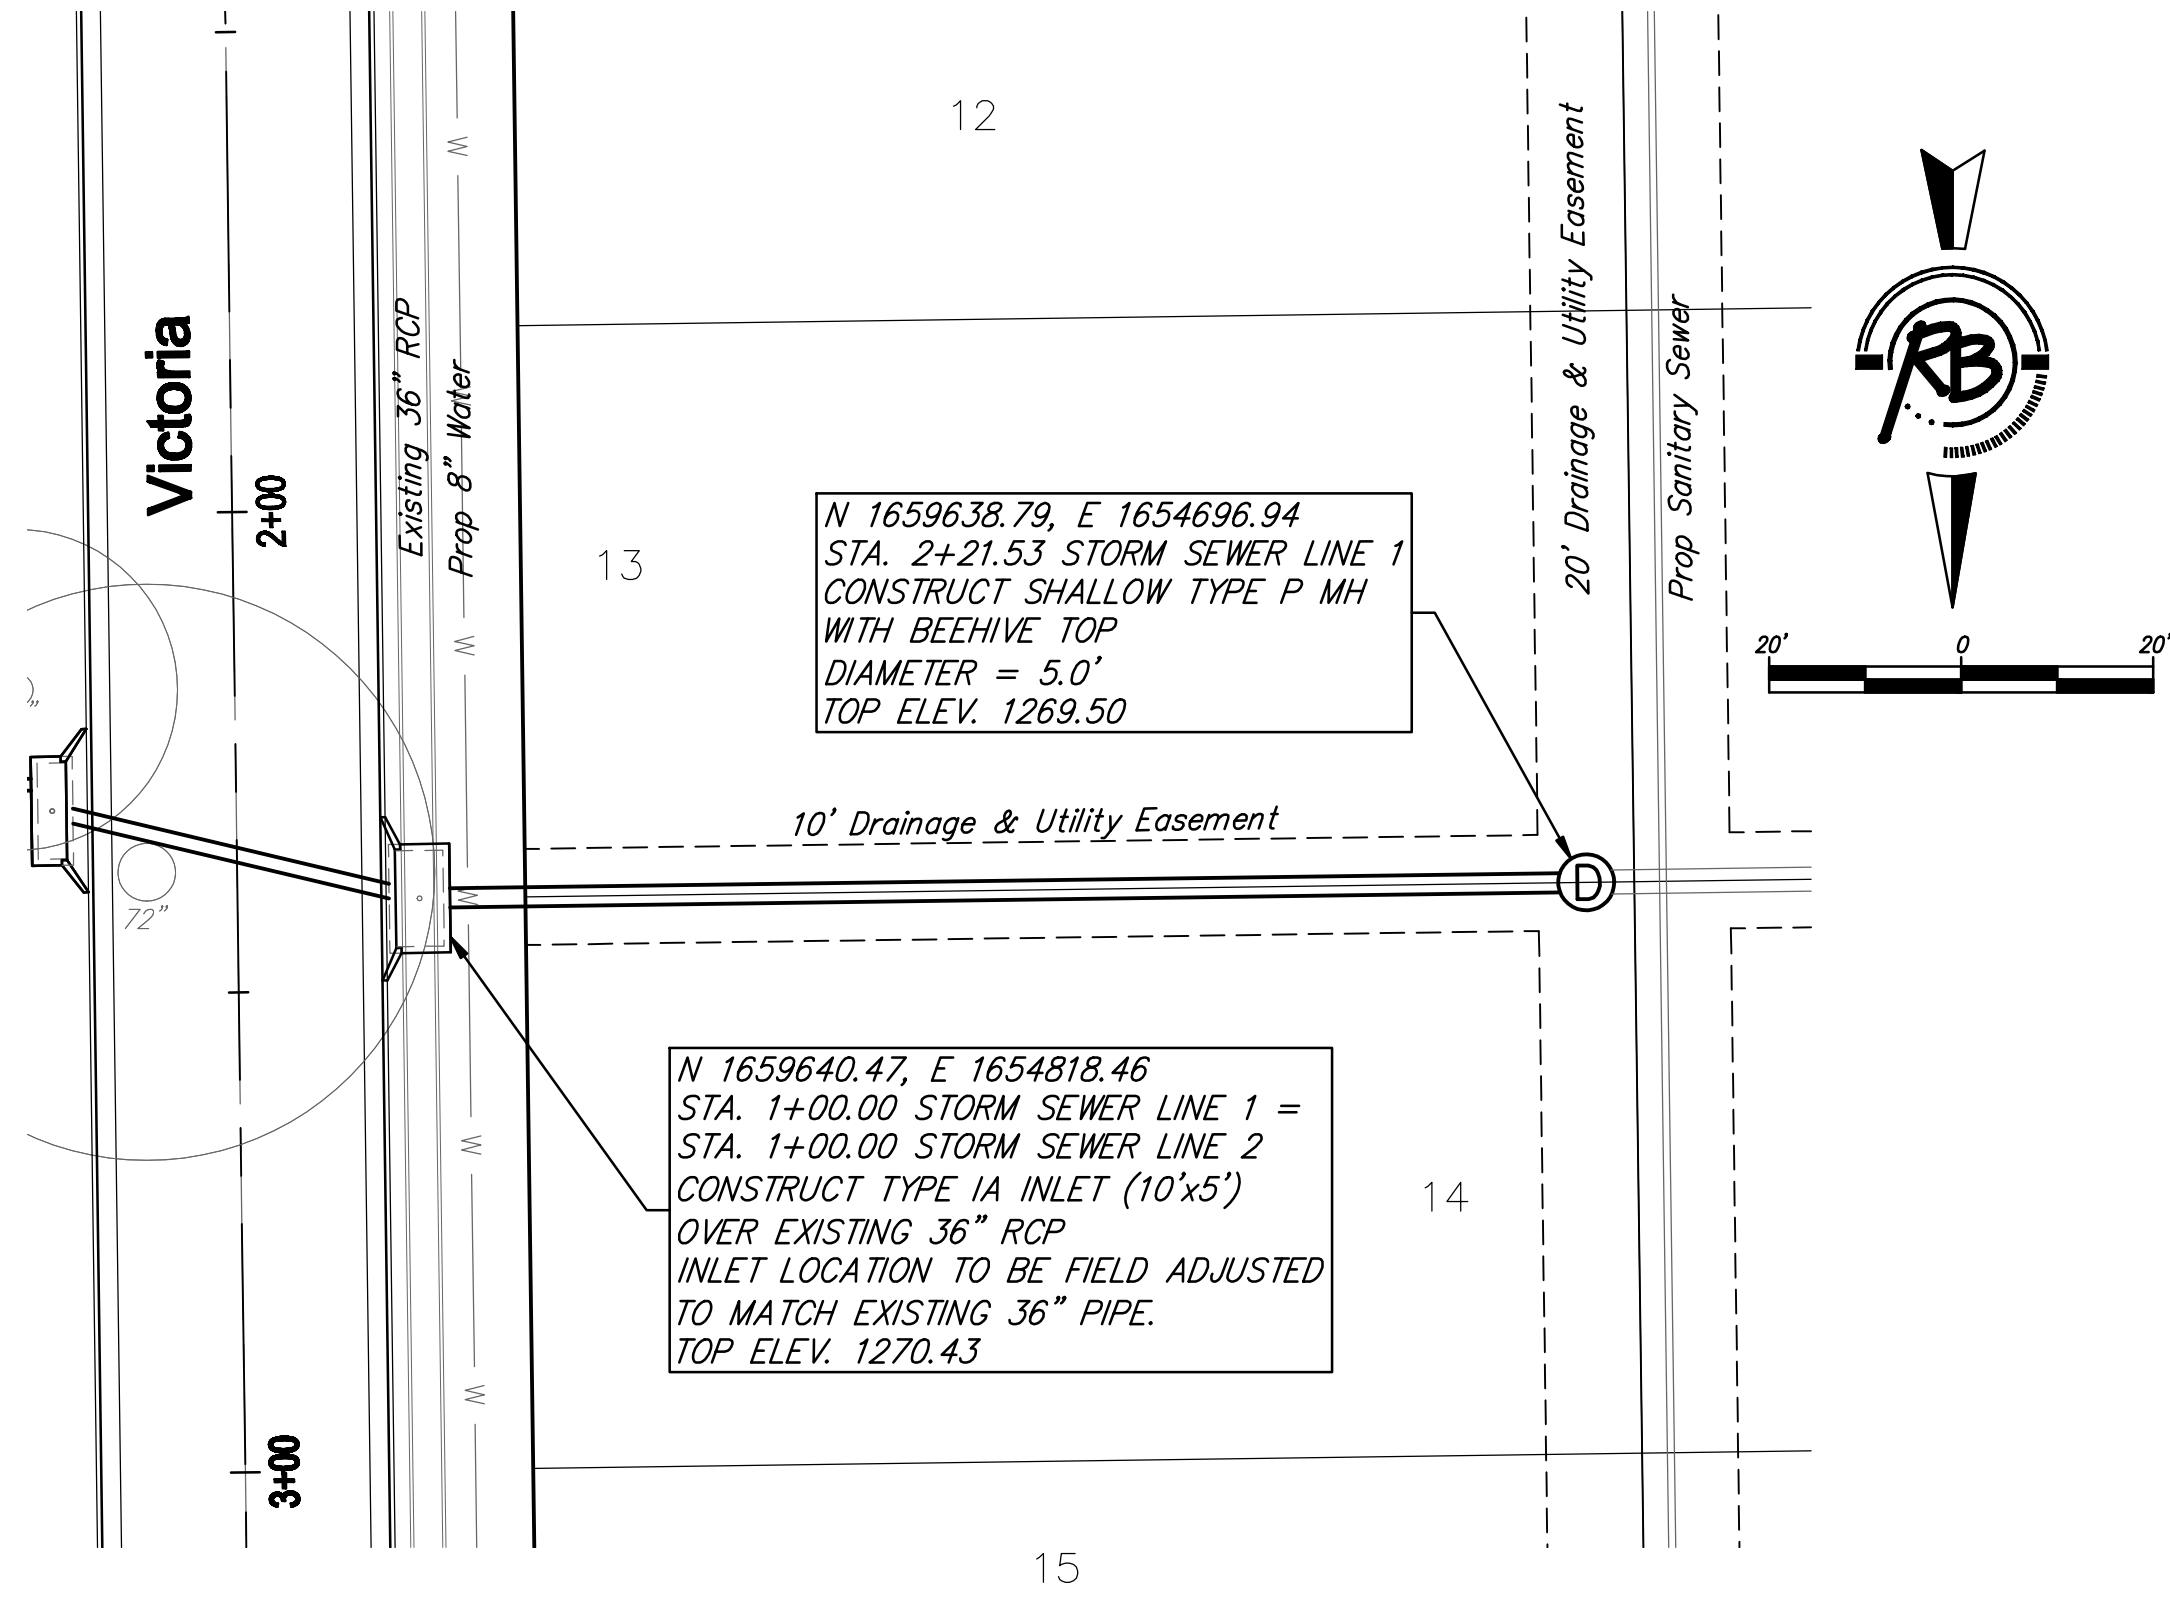 12
20' Drainage & Utility Easement
Prop Sanitary Sewer
Victoria
2+00
Existing 36" RCP
Prop 8" Water
W
W
W
W
W
W
RB
20' 0 20'
13
N 1659638.79, E 1654696.94
STA. 2+21.53 STORM SEWER LINE 1
CONSTRUCT SHALLOW TYPE P MH
WITH BEEHIVE TOP
DIAMETER = 5.0'
TOP ELEV. 1269.50
10' Drainage & Utility Easement
D
72"
N 1659640.47, E 1654818.46
STA. 1+00.00 STORM SEWER LINE 1 =
STA. 1+00.00 STORM SEWER LINE 2
CONSTRUCT TYPE IA INLET (10'x5')
OVER EXISTING 36" RCP
INLET LOCATION TO BE FIELD ADJUSTED
TO MATCH EXISTING 36" PIPE.
TOP ELEV. 1270.43
14
3+00
15